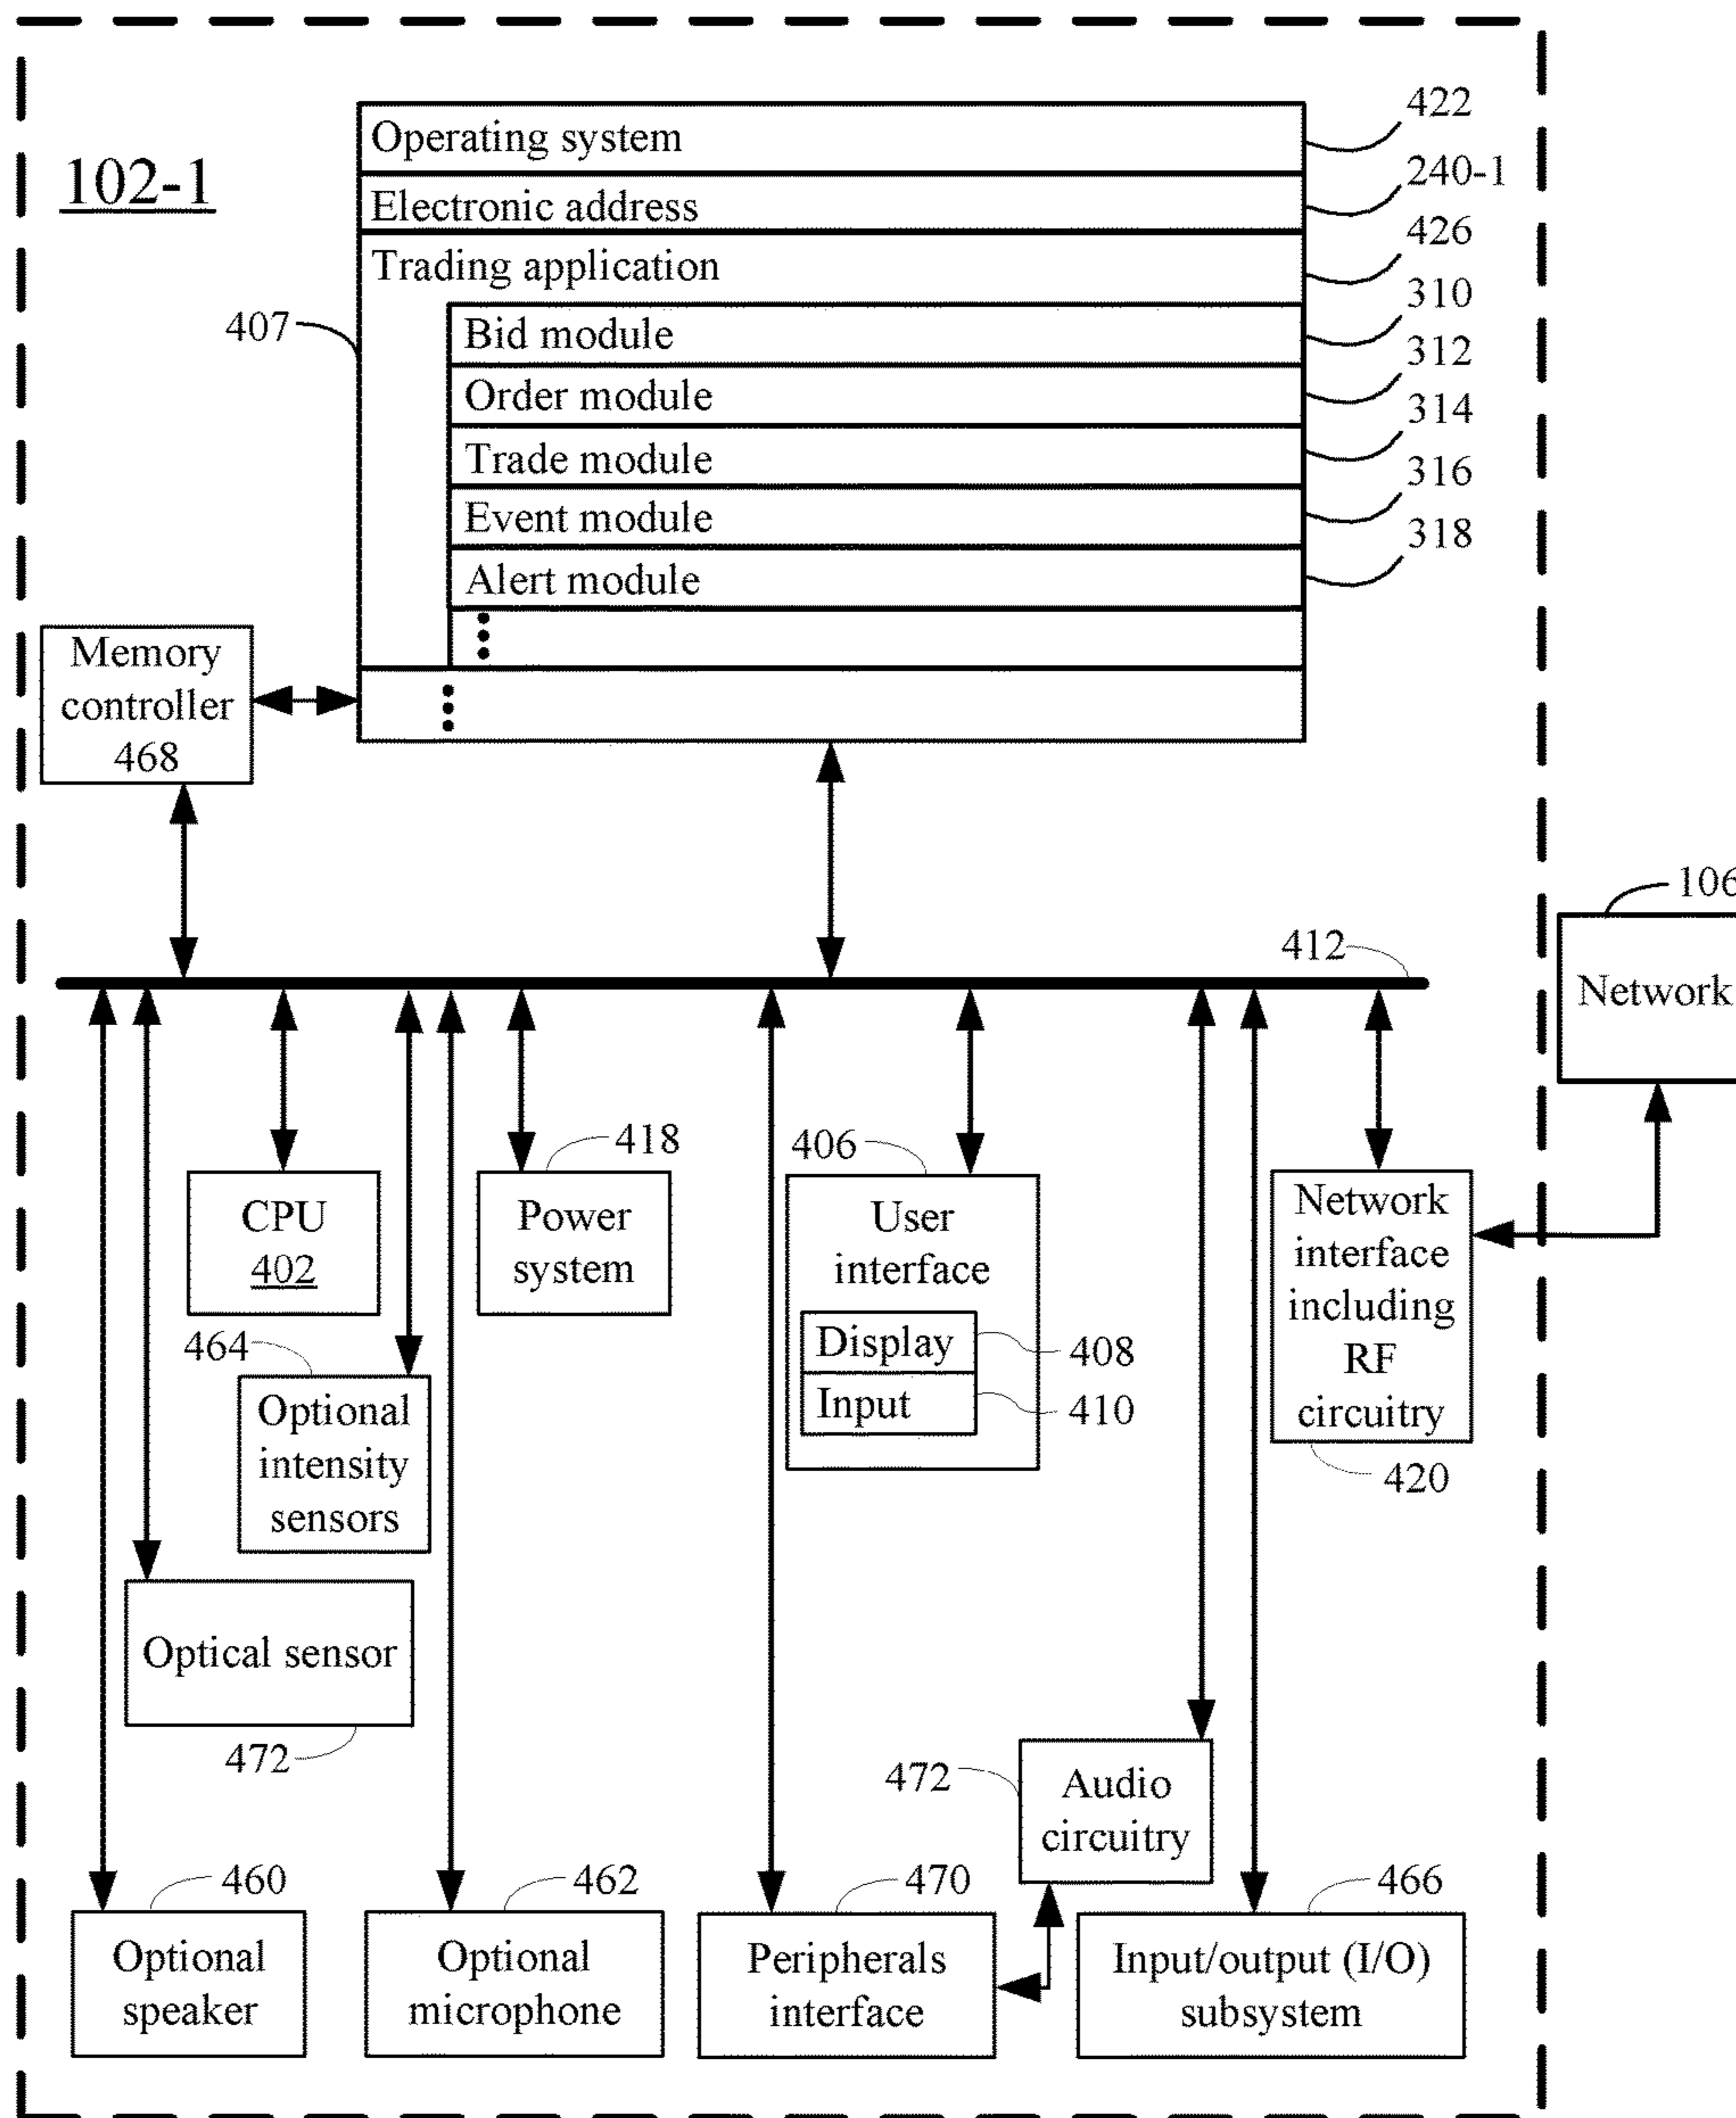 102-1
Operating system
422
Electronic address
240-1
Trading application
426
407
Bid module
310
Order module
312
Trade module
314
Event module
316
Alert module
318
Memory
controller
468
106
Network
412
CPU
402
418
Power
system
406
User
interface
Display
408
Input
410
Network
interface
including
RF
circuitry
420
464
Optional
intensity
sensors
Optical sensor
472
472
Audio
circuitry
460
Optional
speaker
462
Optional
microphone
470
Peripherals
interface
466
Input/output (I/O)
subsystem